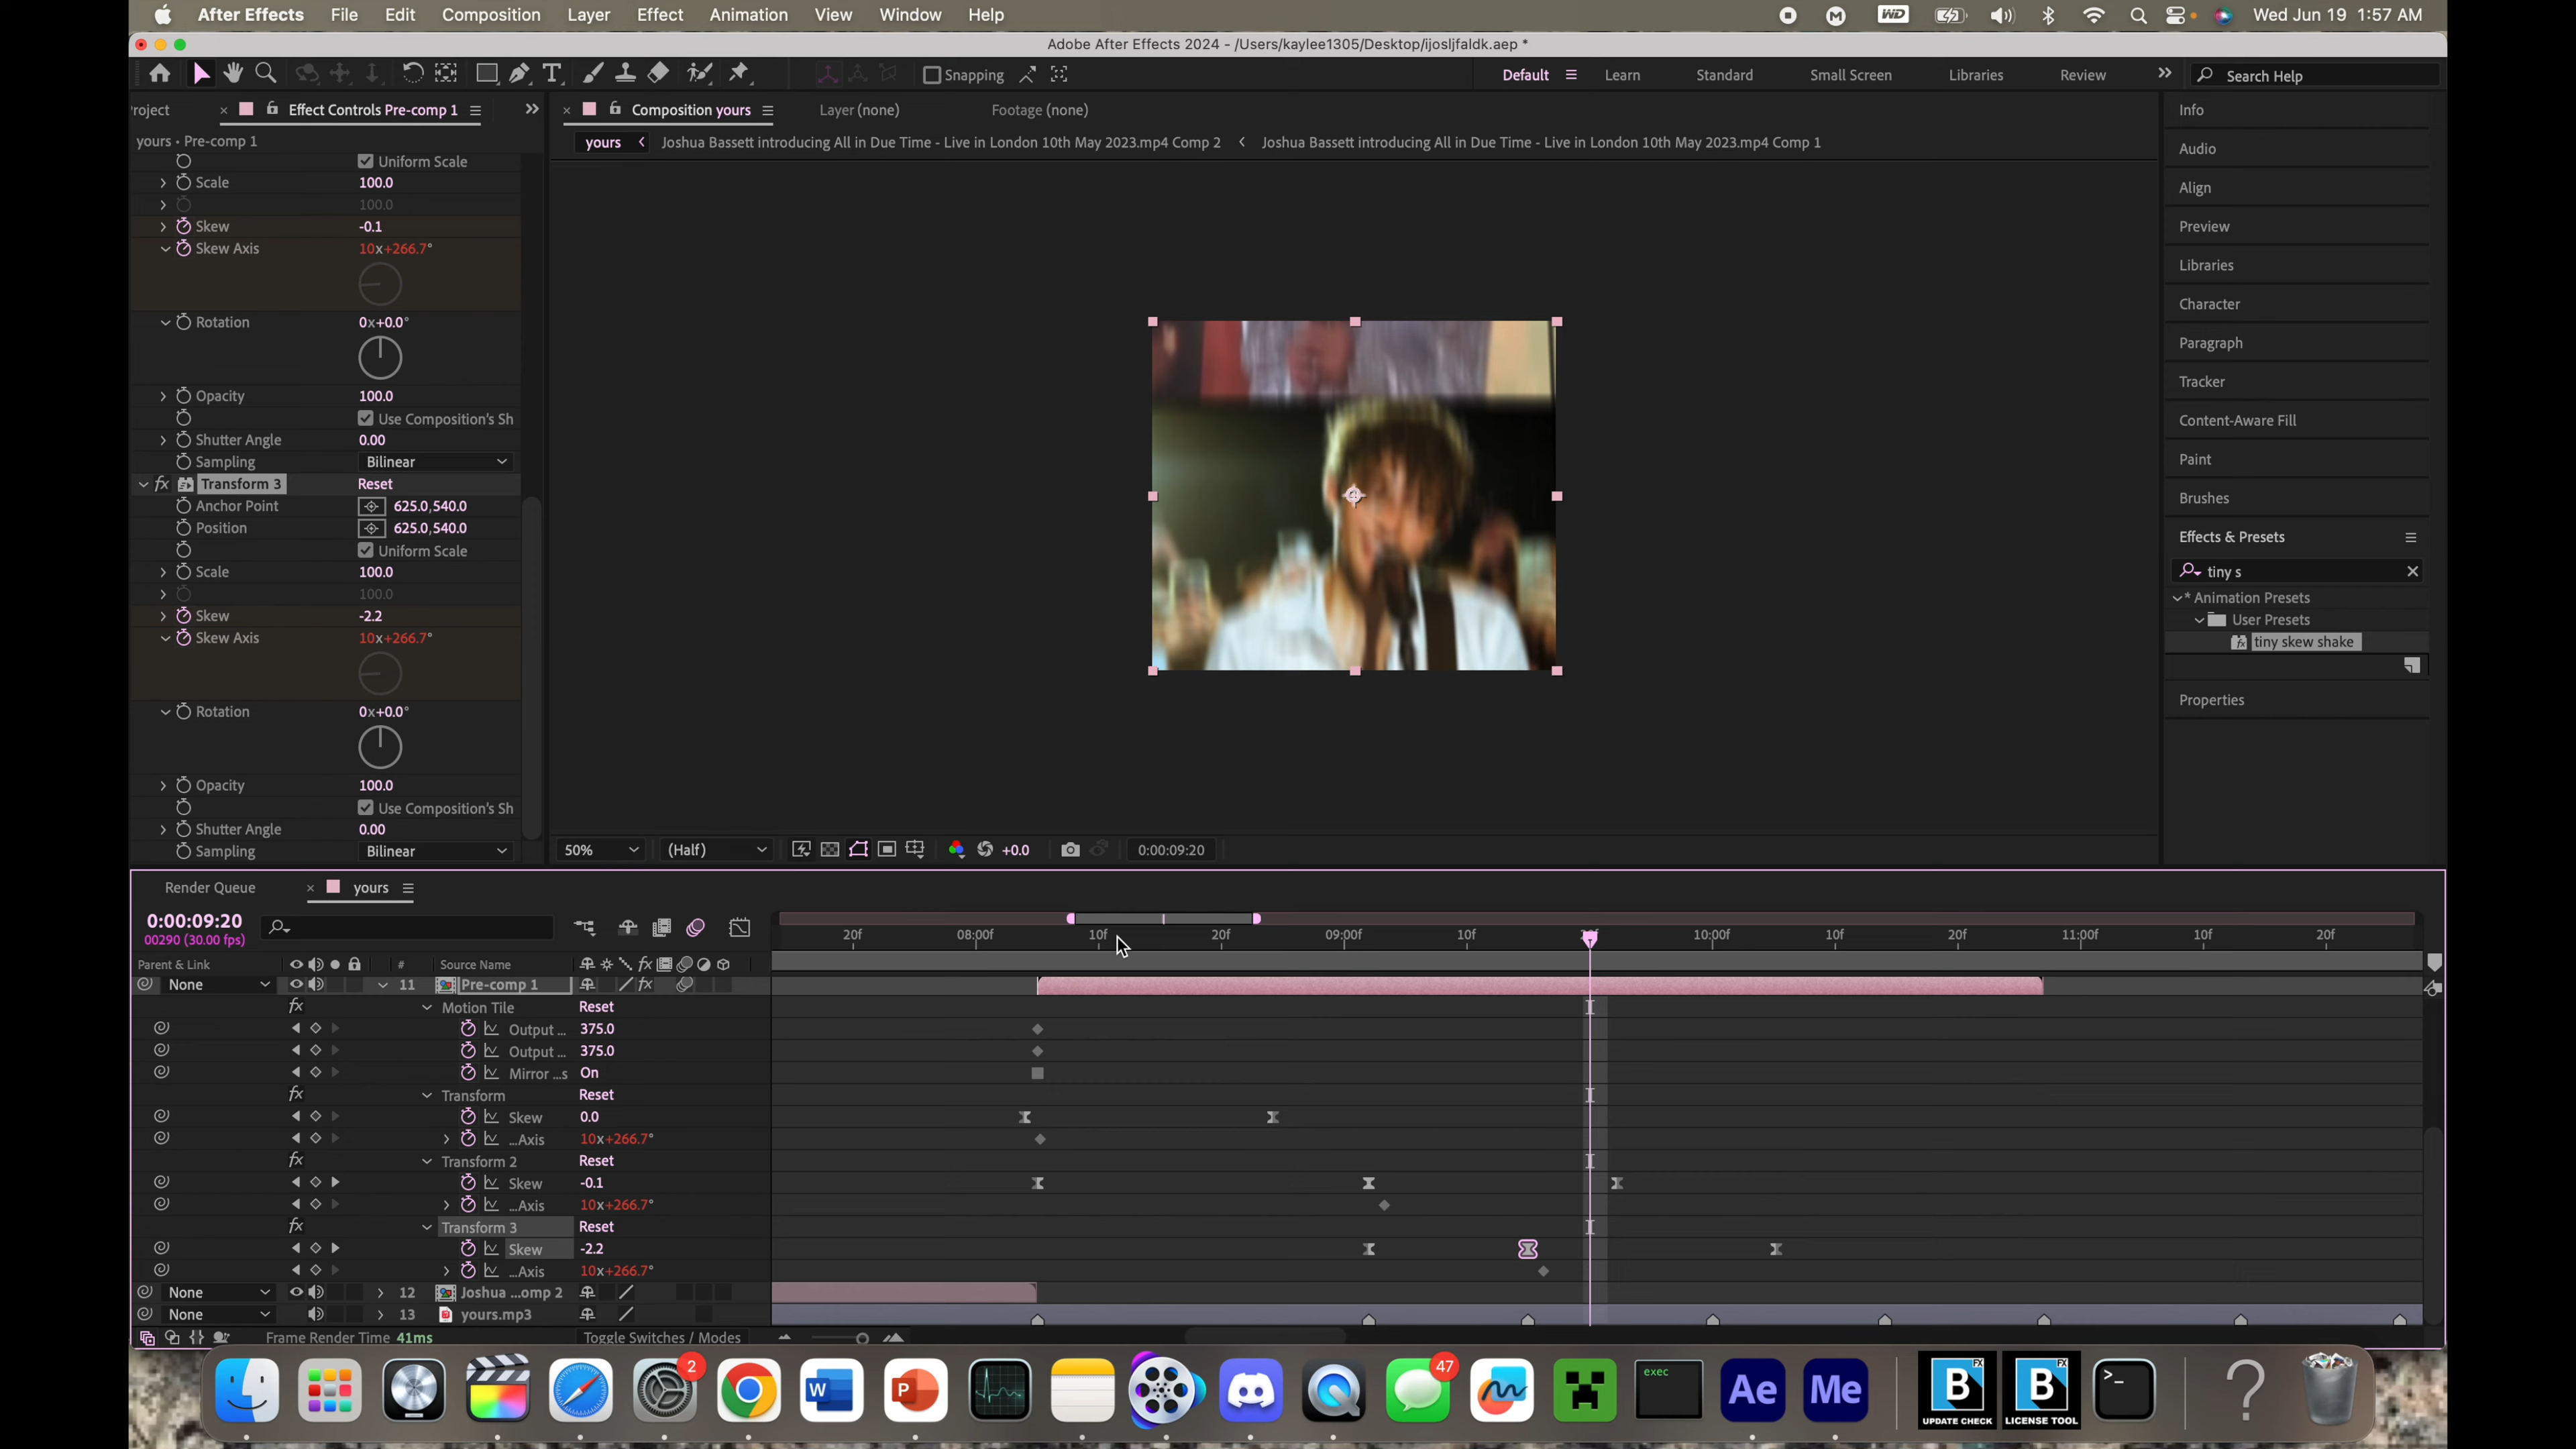 After Effects File Edit Composition Layer Effect Animation View Window Help WD Wed Jun 19 1:57 AM
Adobe After Effects 2024 - /Users/kaylee1305/Desktop/ijosljfaldk.aep *
Snapping Default Learn Standard Small Screen Libraries Review Search Help
roject Effect Controls Pre-comp 1 Composition yours Layer (none) Footage (none) Info
yours • Pre-comp 1 yours Joshua Bassett introducing All in Due Time - Live in London 10th May 2023.mp4 Comp 2 Joshua Bassett introducing All in Due Time - Live in London 10th May 2023.mp4 Comp 1 Audio
Uniform Scale
Scale 100.0 Align
100.0
Skew -0.1 Preview
Skew Axis 10x+266.7°
Libraries
Character
Rotation 0x+0.0°
Paragraph
Tracker
Opacity 100.0
Use Composition's Sh Content-Aware Fill
Shutter Angle 0.00
Sampling Bilinear Paint
Transform 3 Reset
Anchor Point 625.0,540.0 Brushes
Position 625.0,540.0
Effects & Presets
Uniform Scale
Scale 100.0 tiny s
100.0 * Animation Presets
Skew -2.2 User Presets
Skew Axis 10x+266.7° tiny skew shake
Properties
Rotation 0x+0.0°
Opacity 100.0
Use Composition's Sh
Shutter Angle 0.00
Sampling Bilinear 50% (Half) +0.0 0:00:09:20
Render Queue yours
0:00:09:20
00290 (30.00 fps) 20f 08:00f 10f 20f 09:00f 10f 10:00f 10f 20f 11:00f 10f 20f
Parent & Link # Source Name fx
None 11 Pre-comp 1 fx
fx Motion Tile Reset
Output ... 375.0
Output ... 375.0
Mirror ...s On
fx Transform Reset
Skew 0.0
...Axis 10x+266.7°
fx Transform 2 Reset
Skew -0.1
...Axis 10x+266.7°
fx Transform 3 Reset
Skew -2.2
...Axis 10x+266.7°
None 12 Joshua ...omp 2
None 13 yours.mp3
Frame Render Time 41ms Toggle Switches / Modes
2 W P 47 exec Ae Me B FX UPDATE CHECK B FX LICENSE TOOL >_ ?